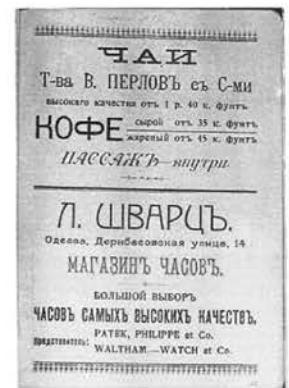 ЧАИ
Т-ва В. ПЕРЛОВЪ съ С-ми
высокаго качества отъ 1 р. 40 к. фунтъ
КОФЕ сырой отъ 35 к. фунтъ
жареный отъ 45 к. фунтъ
ПАССАЖЪ—внутри.
Л. ШВАРЦЪ.
Одесса, Дерибасовская улица, 14
МАГАЗИНЪ ЧАСОВЪ.
БОЛЬШОЙ ВЫБОРЪ
ЧАСОВЪ САМЫХЪ ВЫСОКИХЪ КАЧЕСТВЪ.
представитель: PATEK, PHILIPPE et Co.
WALTHAM.—WATCH et Co.